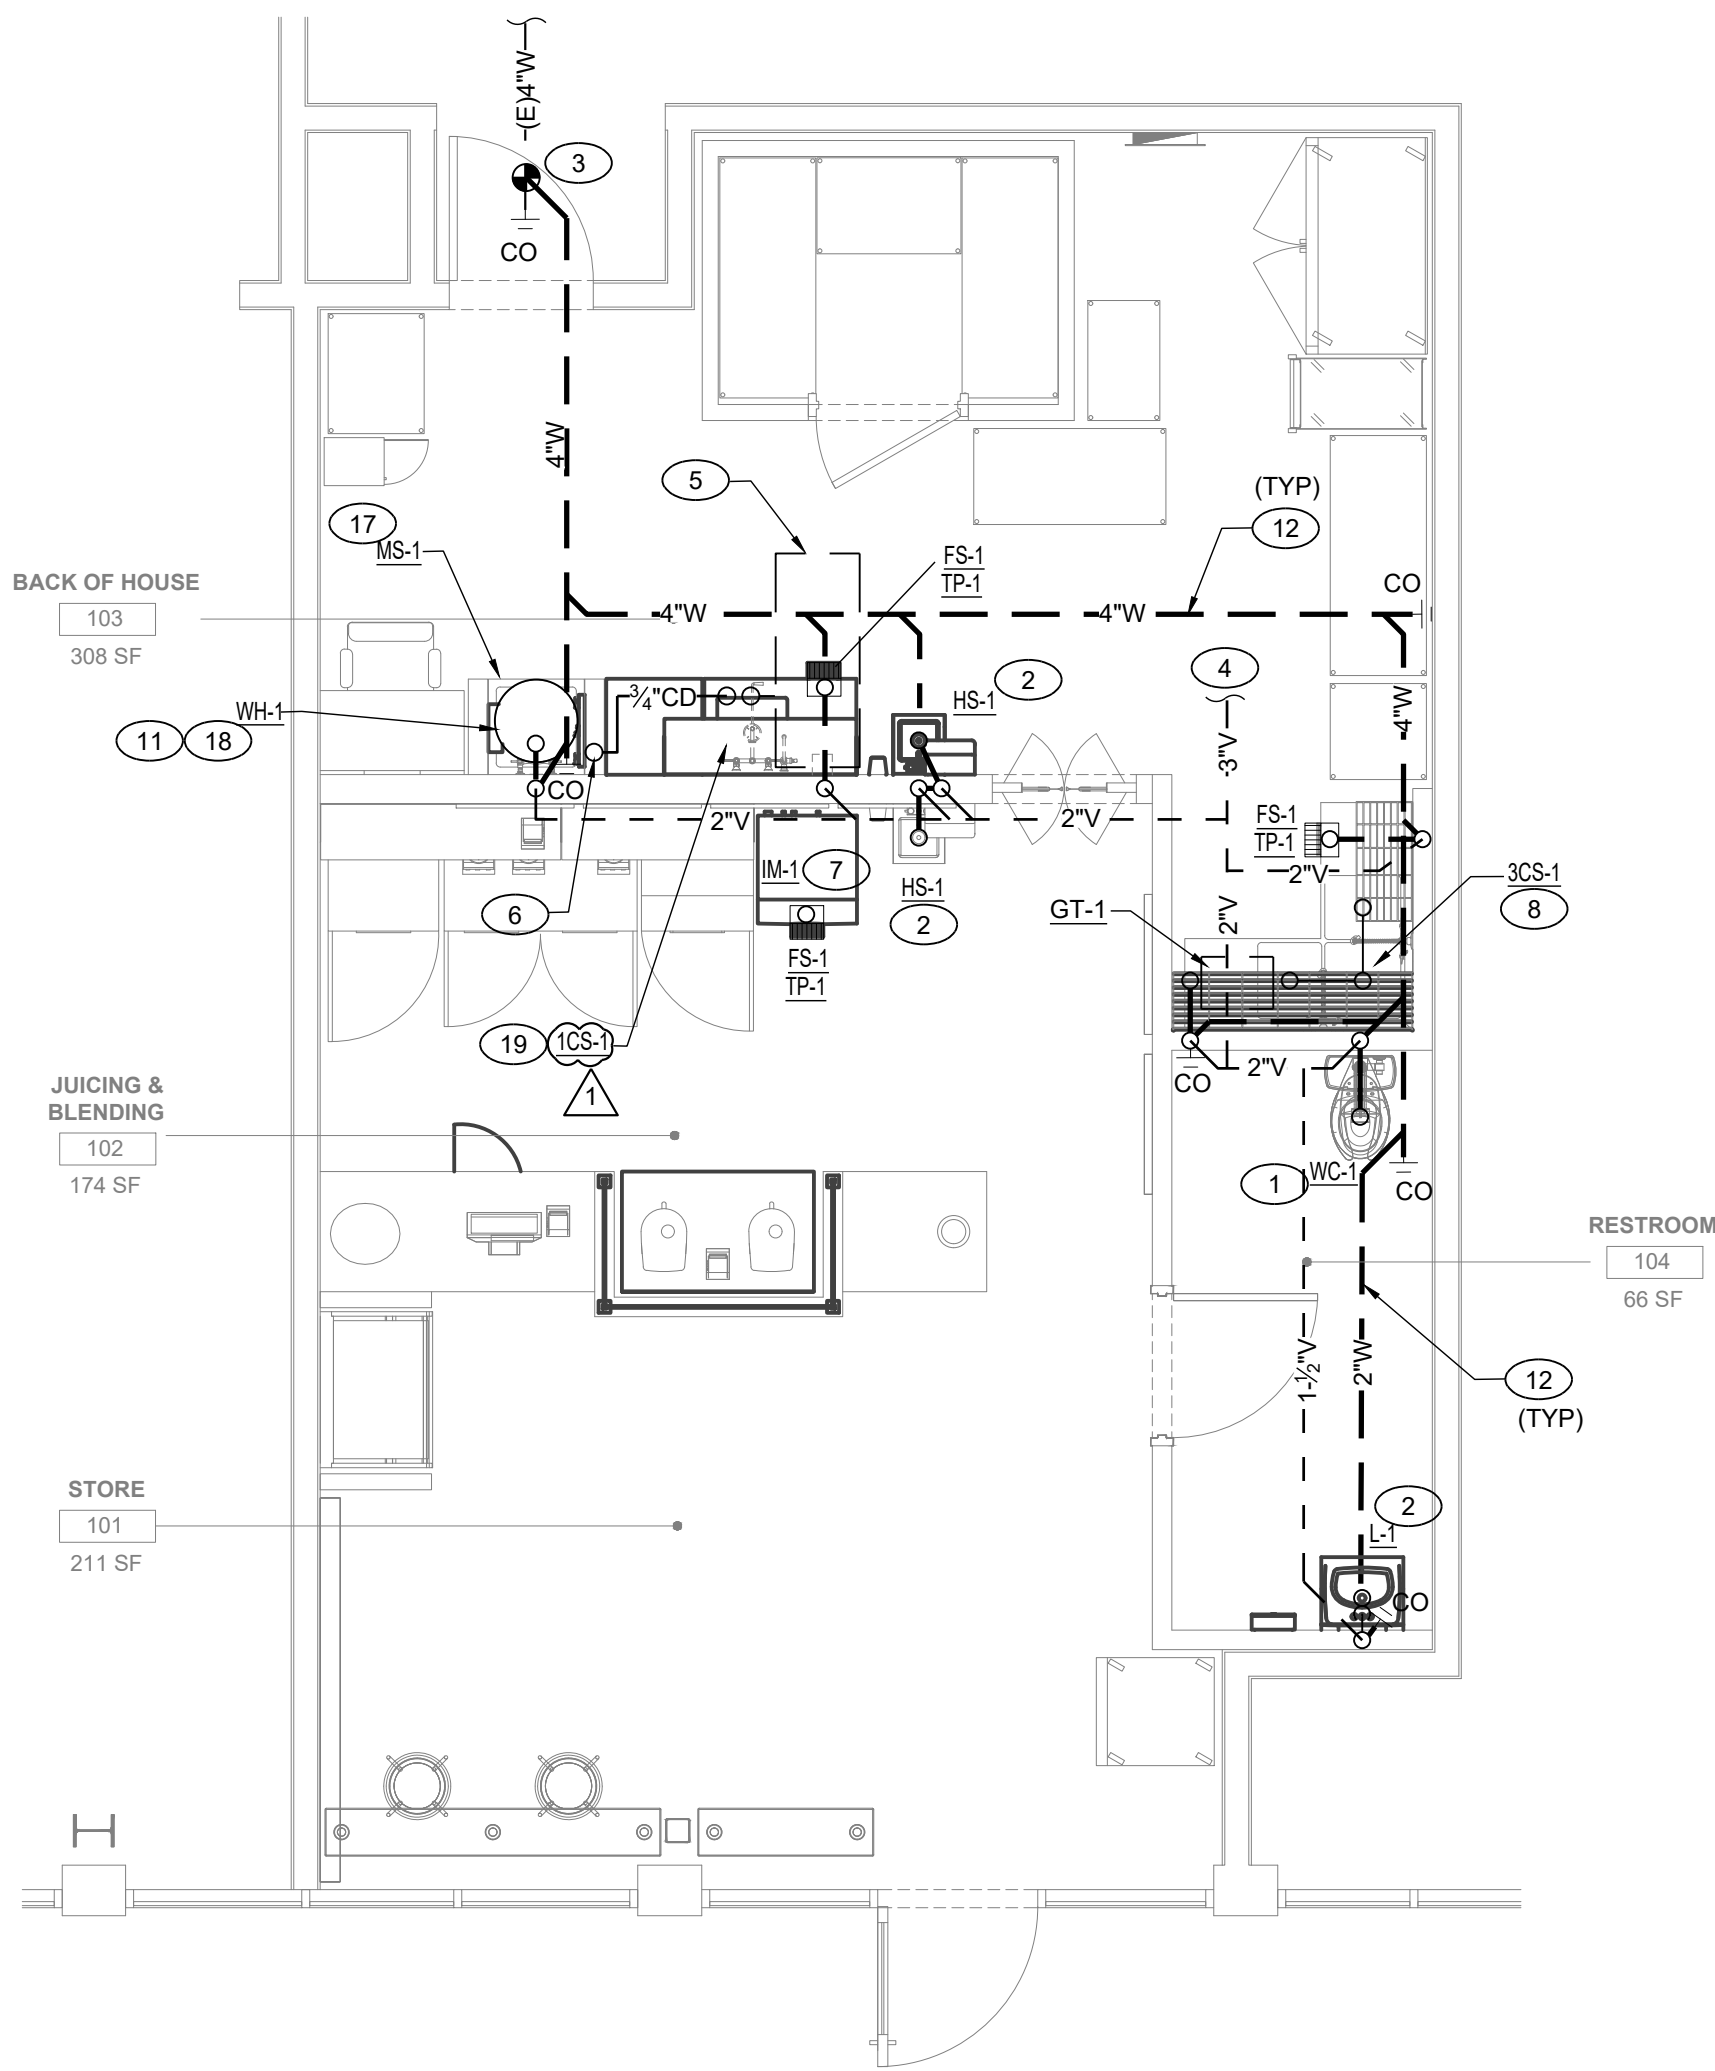 (E)4"W
3
CO
4"W
5
(TYP)
12
17
MS-1
FS-1
TP-1
BACK OF HOUSE
103
308 SF
CO
4"W
4"W
4
2
3/4"CD
HS-1
WH-1
11
18
3"V
4"W
CO
2"V
2"V
FS-1
TP-1
IM-1
7
2"V
3CS-1
8
HS-1
2
6
GT-1
2"V
FS-1
TP-1
19
1CS-1
1
2"V
CO
JUICING &
BLENDING
102
174 SF
1
WC-1
CO
RESTROOM
104
66 SF
1-1/2"V
2"W
12
(TYP)
STORE
101
211 SF
2
L-1
CO